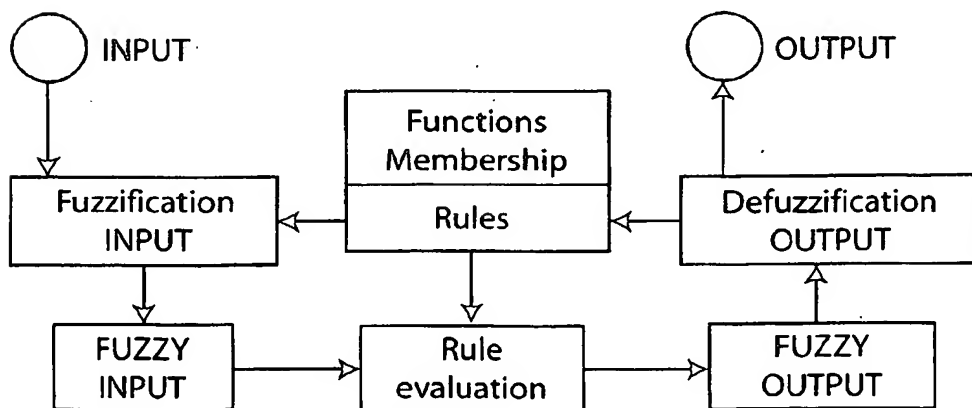 INPUT
OUTPUT
Functions
Membership
Rules
Fuzzification
INPUT
Defuzzification
OUTPUT
FUZZY
INPUT
Rule
evaluation
FUZZY
OUTPUT